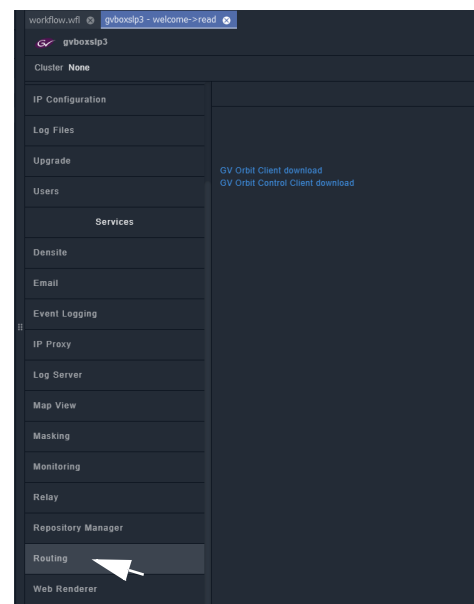 workflow.wfl
gvboxslp3 - welcome->read
GV gvboxslp3
Cluster None
IP Configuration
Log Files
Upgrade
Users
Services
Densite
Email
Event Logging
IP Proxy
Log Server
Map View
Masking
Monitoring
Relay
Repository Manager
Routing
Web Renderer
GV Orbit Client download
GV Orbit Control Client download